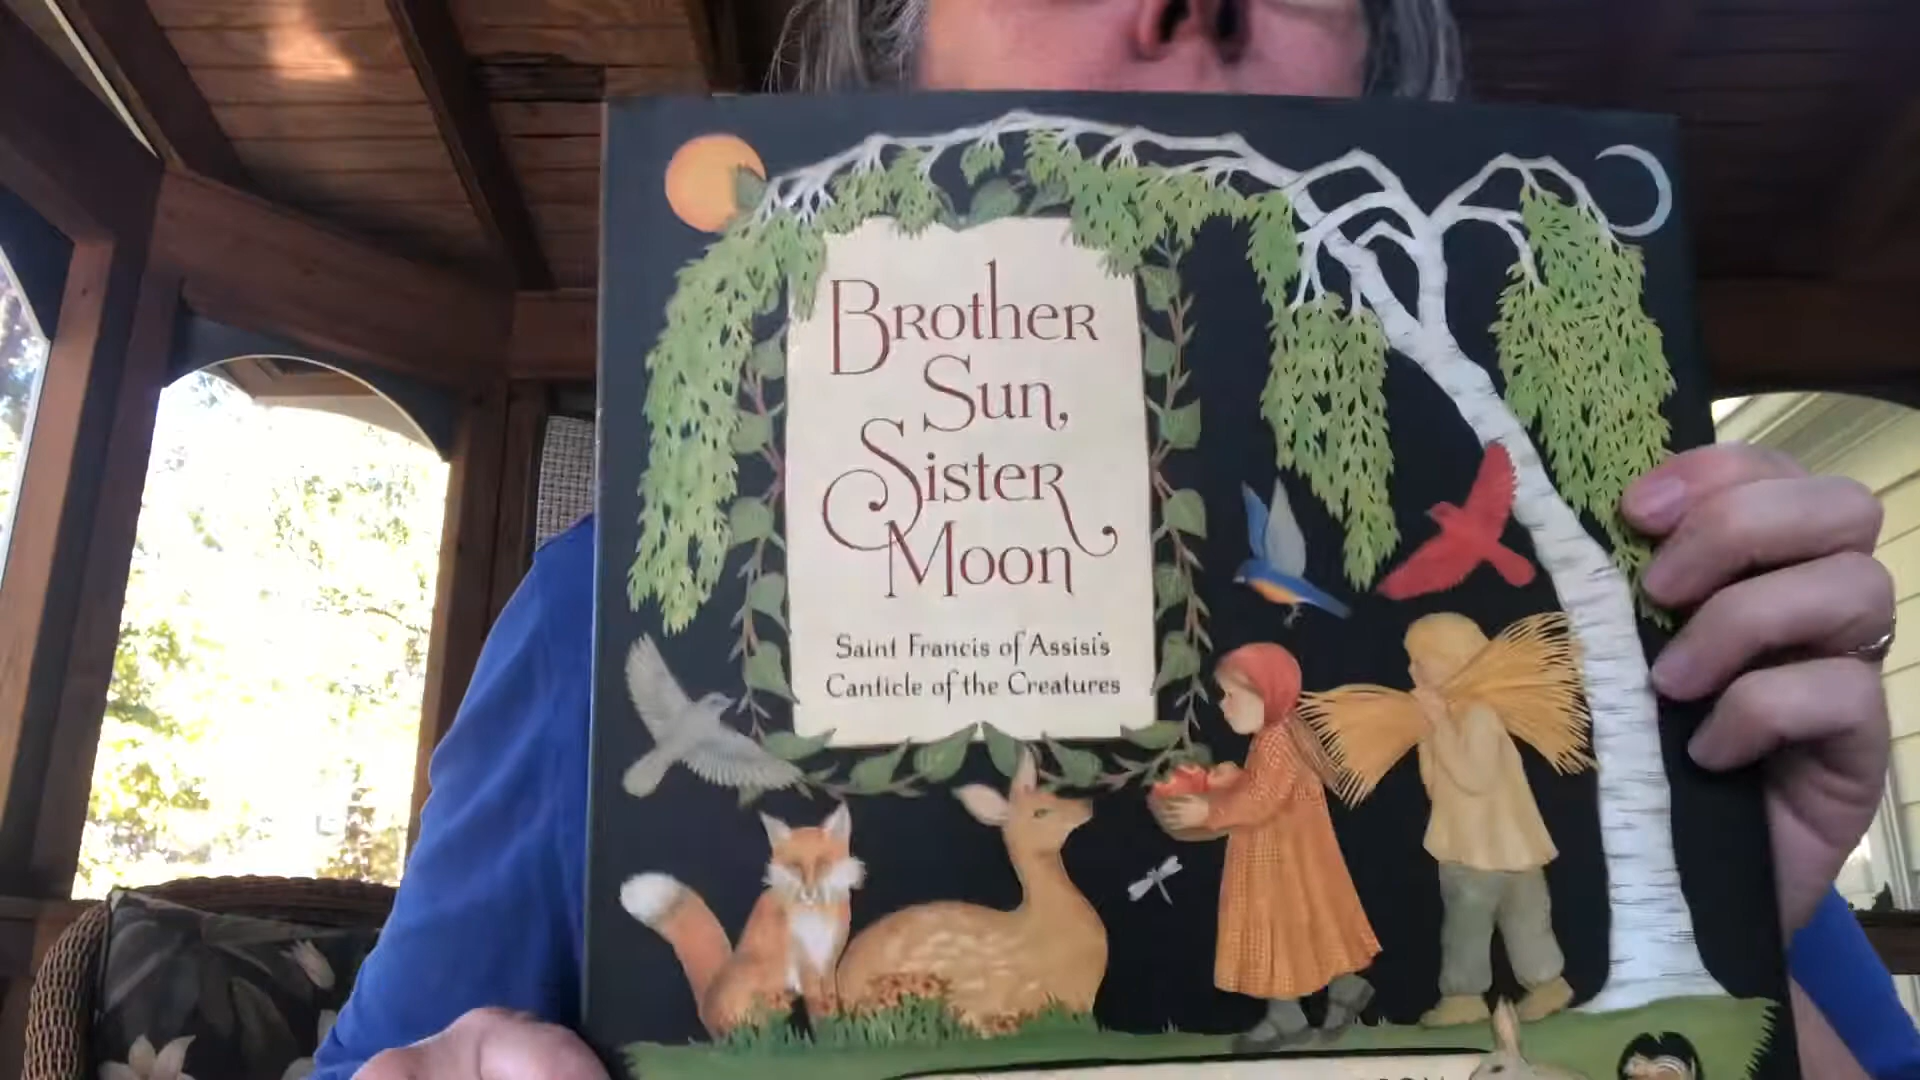 Brother
Sun,
Sister
Moon
Saint Francis of Assisi's
Canticle of the Creatures